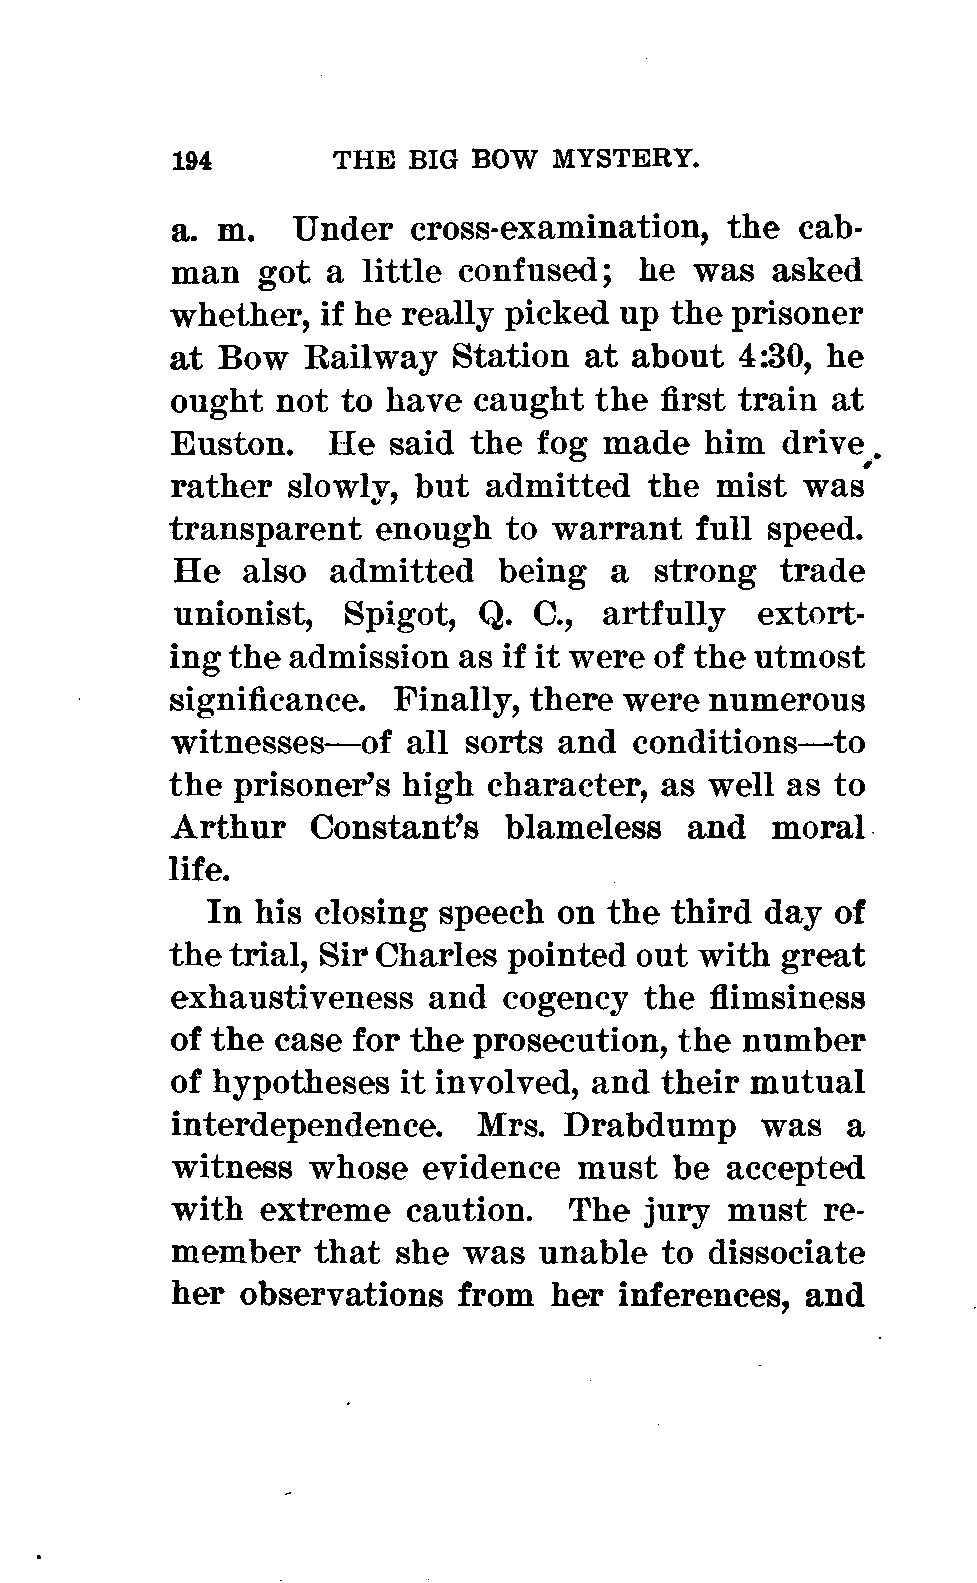 194 THE BIG BOW MYSTERY.
a. m. Under cross-examination, the cab-
man got a little confused; he was asked
whether, if he really picked up the prisoner
at Bow Railway Station at about 4:30, he
ought not to have caught the first train at
Euston. He said the fog made him drive
rather slowly, but admitted the mist was
transparent enough to warrant full speed.
He also admitted being a strong trade
unionist, Spigot, Q. C., artfully extort-
ing the admission as if it were of the utmost
significance. Finally, there were numerous
witnesses—of all sorts and conditions—to
the prisoner's high character, as well as to
Arthur Constant's blameless and moral
life.
In his closing speech on the third day of
the trial, Sir Charles pointed out with great
exhaustiveness and cogency the flimsiness
of the case for the prosecution, the number
of hypotheses it involved, and their mutual
interdependence. Mrs. Drabdump was a
witness whose evidence must be accepted
with extreme caution. The jury must re-
member that she was unable to dissociate
her observations from her inferences, and